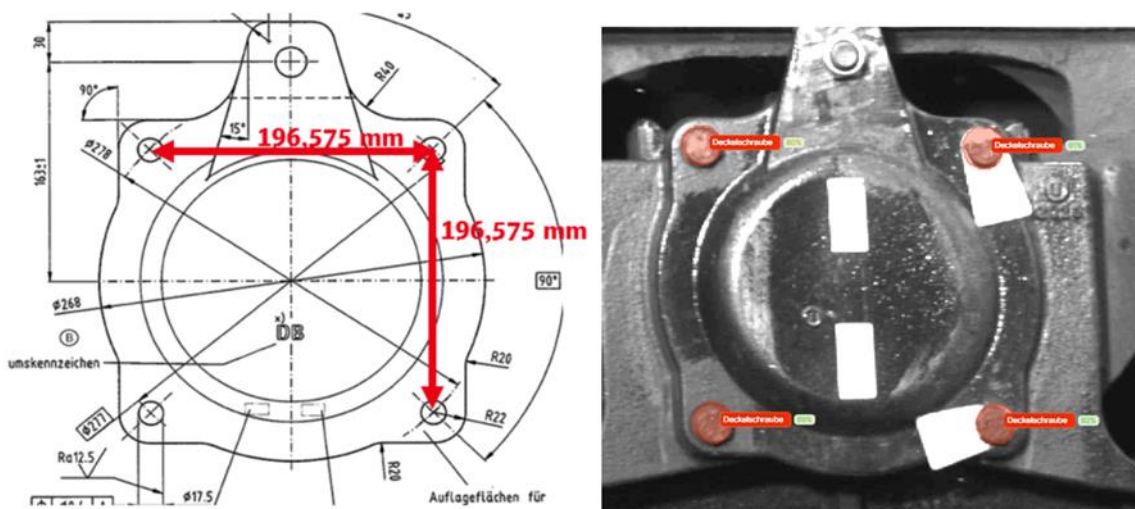 45°
30
R40
90°
15°
196,575 mm
ø278
163±1
196,575 mm
90°
ø268
x)
DB
B
umskennzeichen
R20
R22
ø277
Ra12.5
R20
ø17.5
Auflageflächen für
Deckelschraube
Deckelschraube
Deckelschraube
Deckelschraube
U